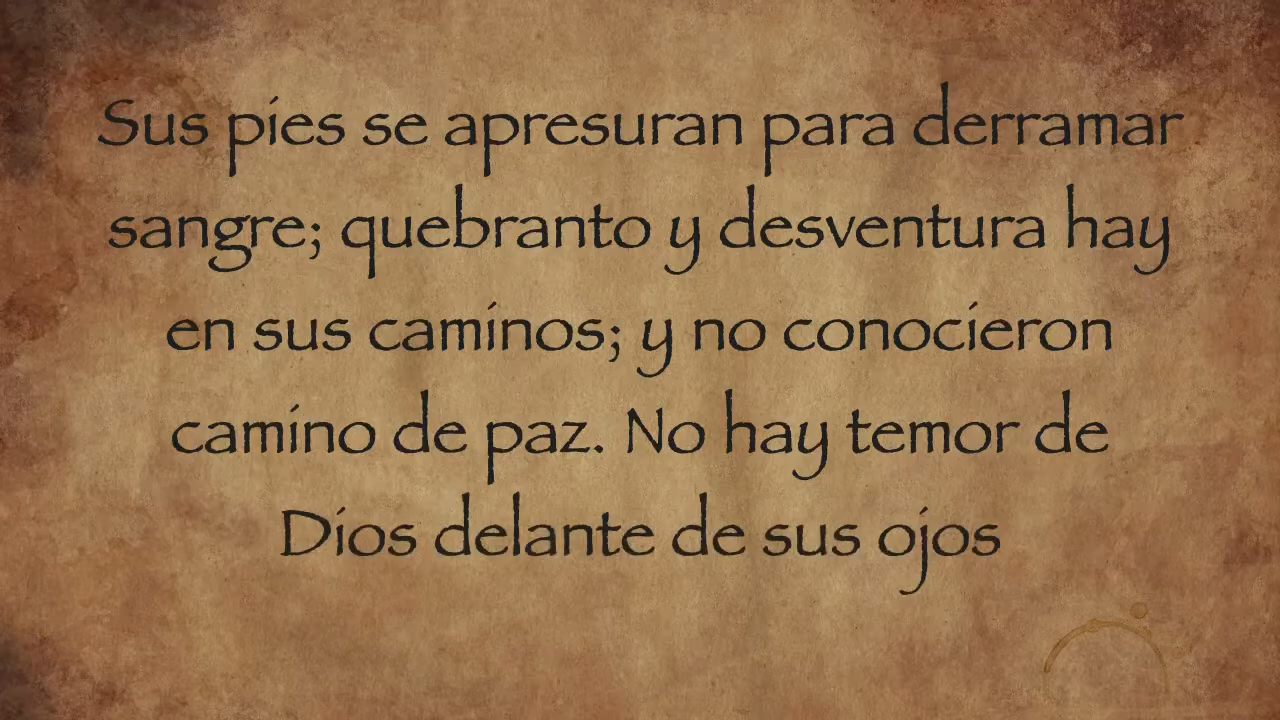 Sus pies se apresuran para derramar
sangre; quebranto y desventura hay
en sus caminos; y no conocieron
camino de paz. No hay temor de
Dios delante de sus ojos